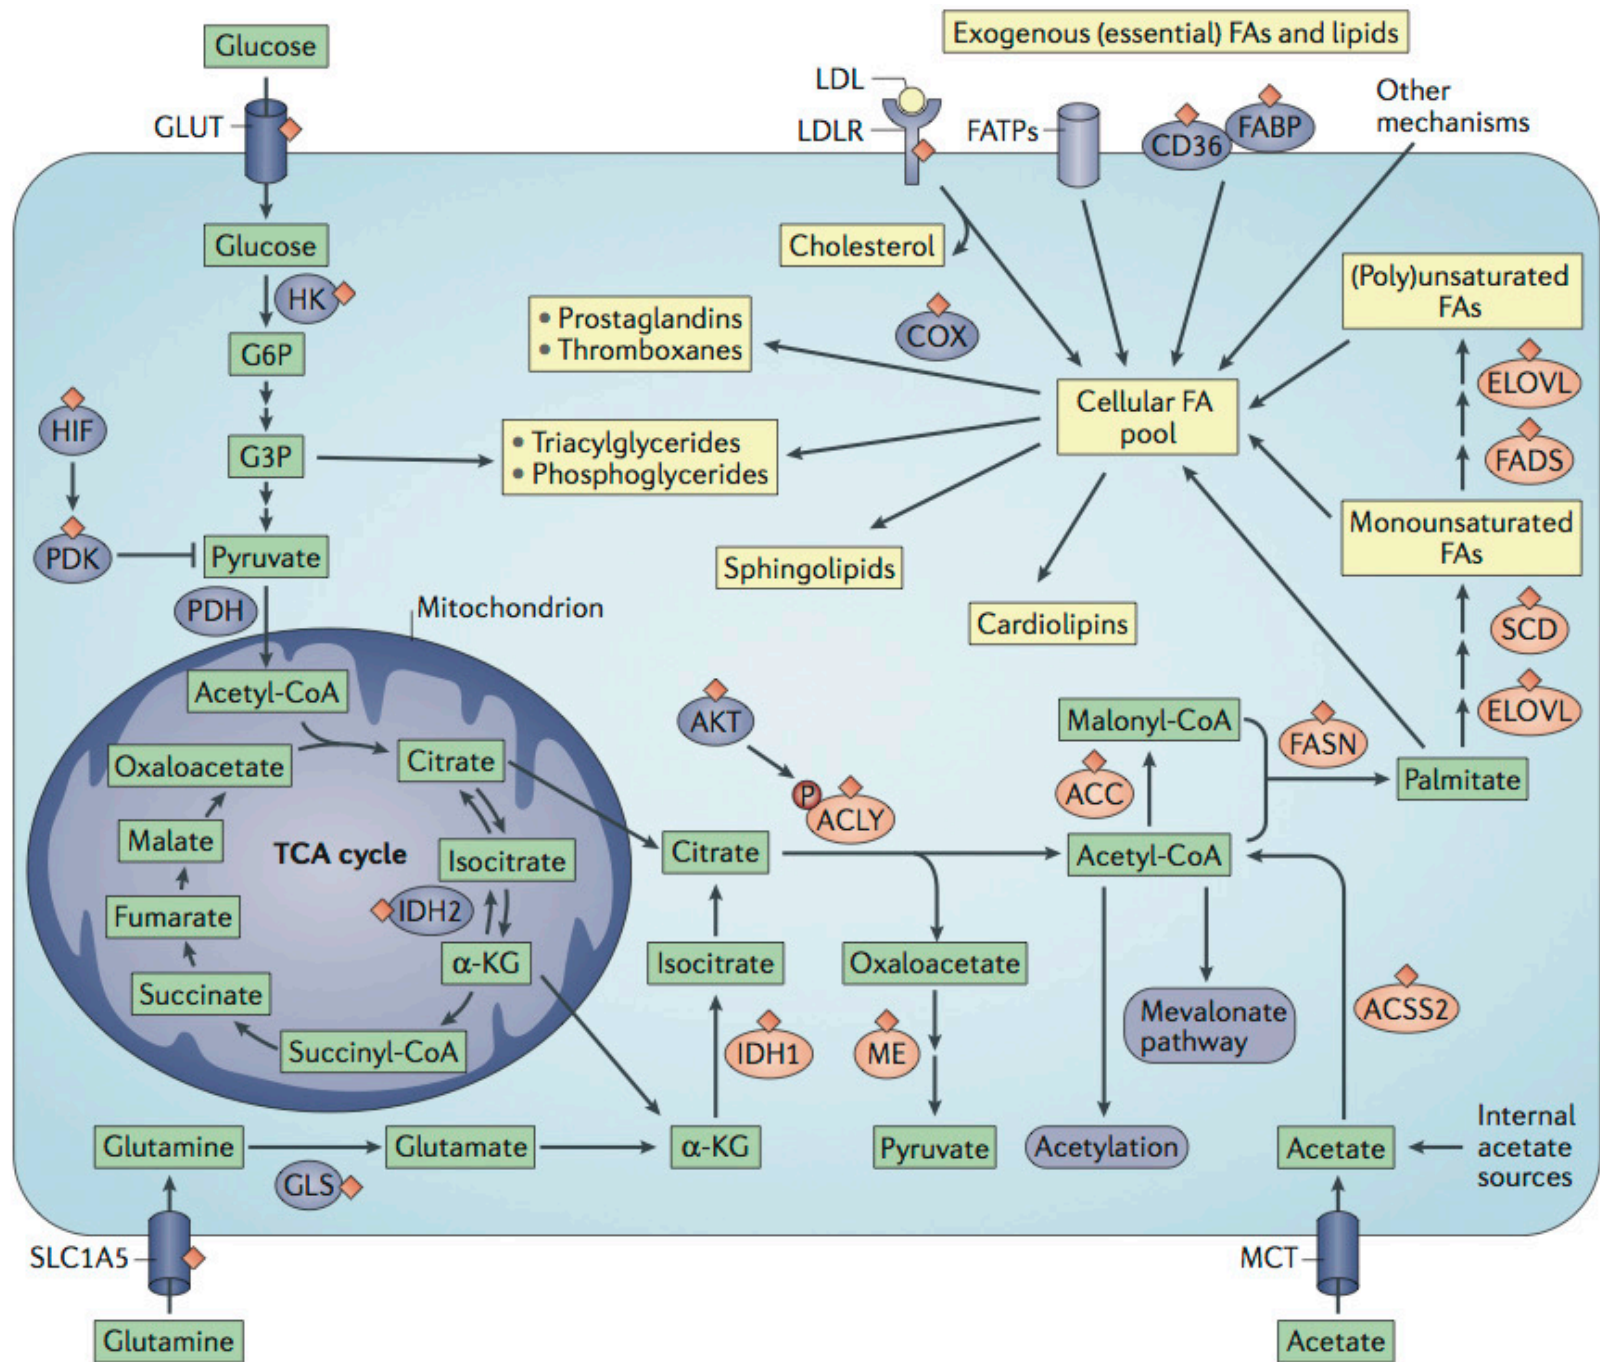 Glucose
GLUT
Glucose
HK
G6P
HIF
G3P
PDK
Pyruvate
PDH
Mitochondrion
Acetyl-CoA
Oxaloacetate
Citrate
Malate
TCA cycle
Isocitrate
Fumarate
IDH2
α-KG
Succinate
Succinyl-CoA
Glutamine
GLS
Glutamate
α-KG
SLC1A5
Glutamine
Exogenous (essential) FAs and lipids
LDL
LDLR
FATPs
CD36
FABP
Other
mechanisms
Cholesterol
• Prostaglandins
• Thromboxanes
COX
(Poly)unsaturated
FAs
ELOVL
Cellular FA
pool
• Triacylglycerides
• Phosphoglycerides
FADS
Monounsaturated
FAs
Sphingolipids
Cardiolipins
SCD
ELOVL
AKT
P
ACLY
Malonyl-CoA
FASN
ACC
Palmitate
Citrate
Acetyl-CoA
Isocitrate
Oxaloacetate
IDH1
ME
Mevalonate
pathway
ACSS2
Pyruvate
Acetylation
Acetate
Internal
acetate
sources
MCT
Acetate